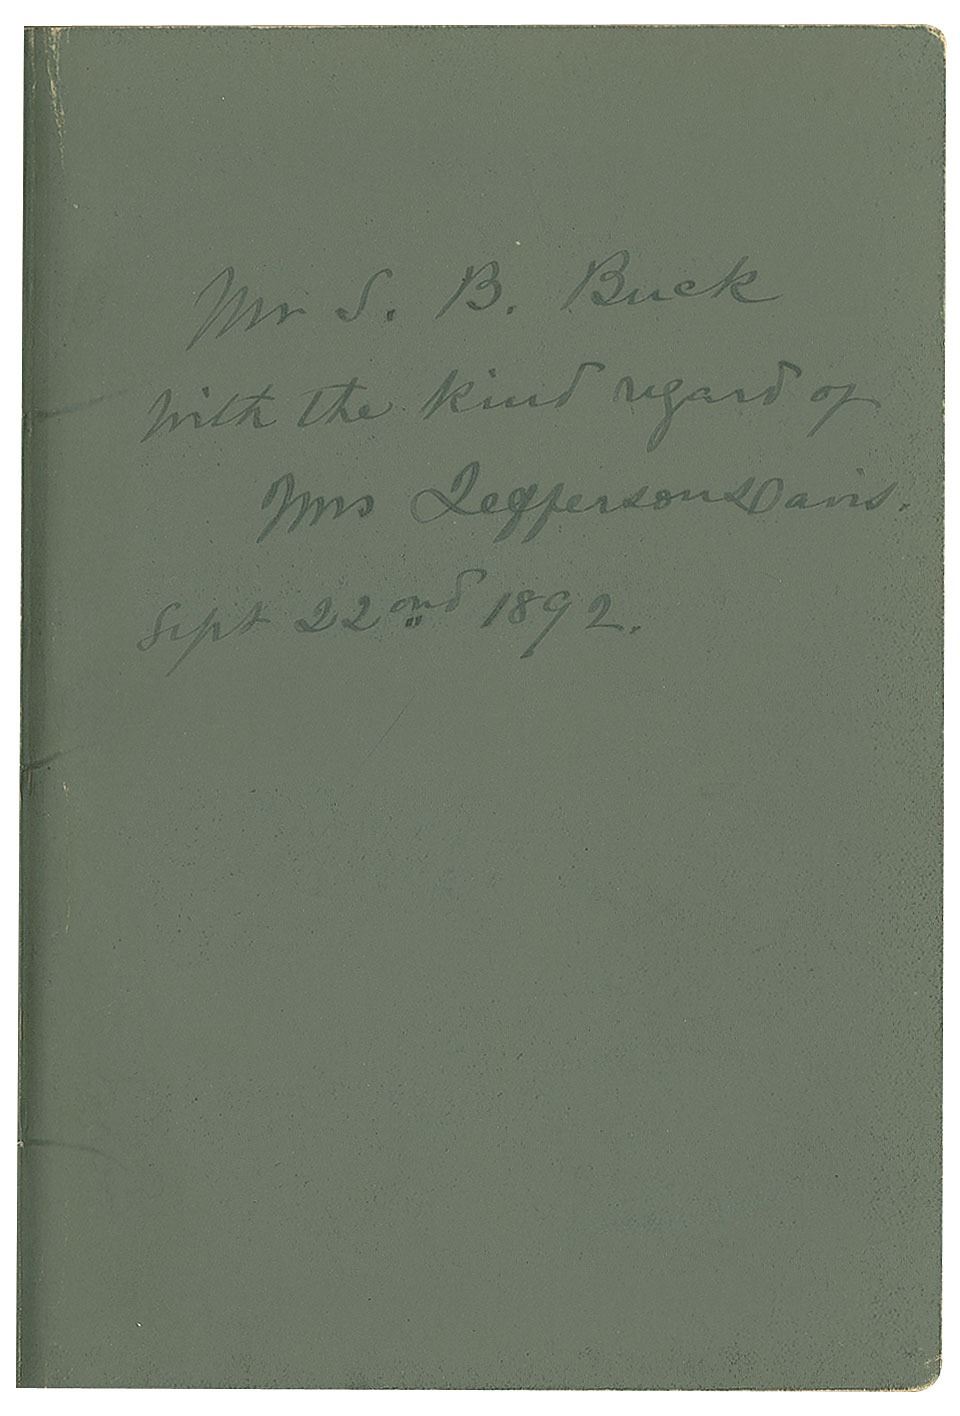 Mr S. B. Buck
With the kind regard of
Mrs Jefferson Davis.
Sept 22nd 1892.